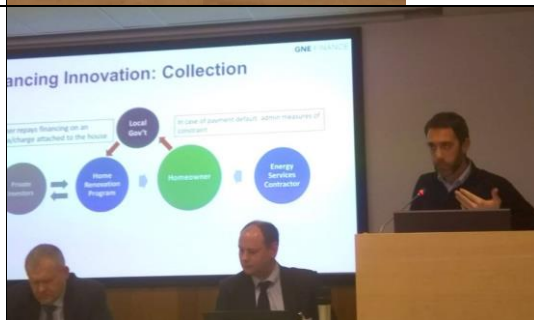 GNE FINANCE
ancing Innovation: Collection
er repays financing on an
/charge attached to the house
Local
Gov't
In case of payment default, admin measures of
constraint
Private
Investors
Home
Renovation
Program
Homeowner
Energy
Services
Contractor